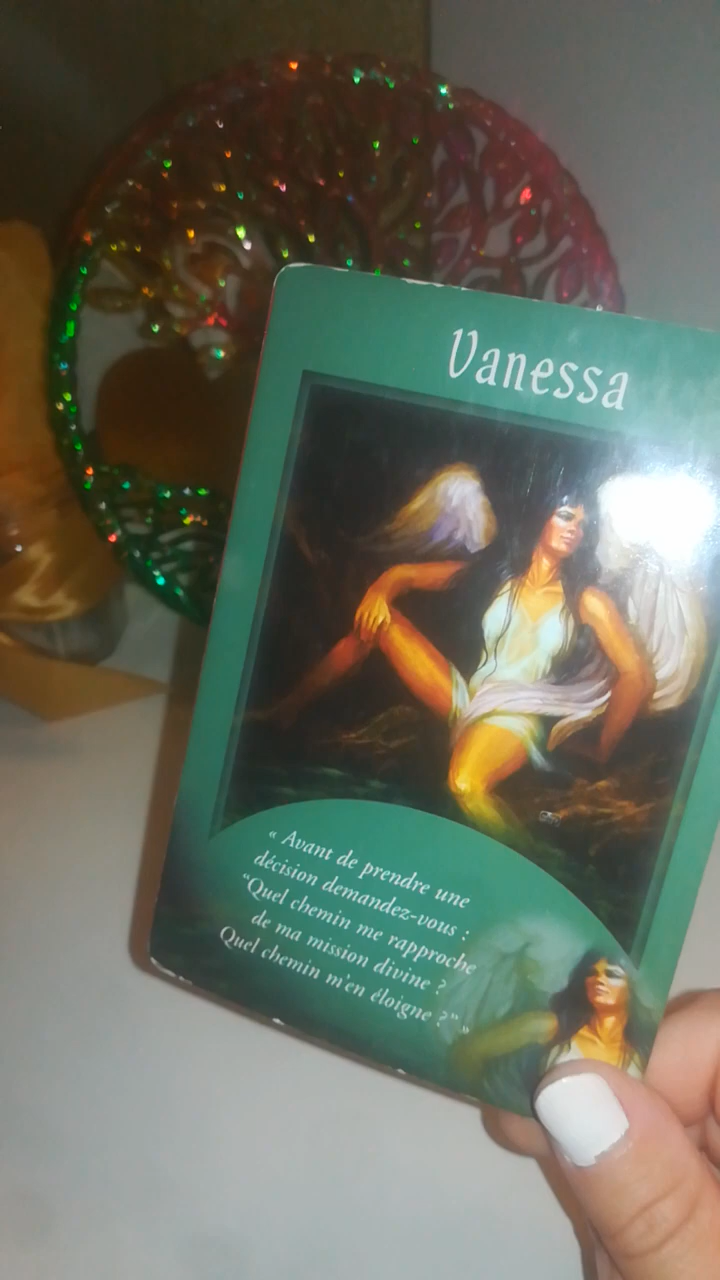 Vanessa
« Avant de prendre une
décision demandez-vous :
"Quel chemin me rapproche
de ma mission divine ?
Quel chemin m'en éloigne ?" »